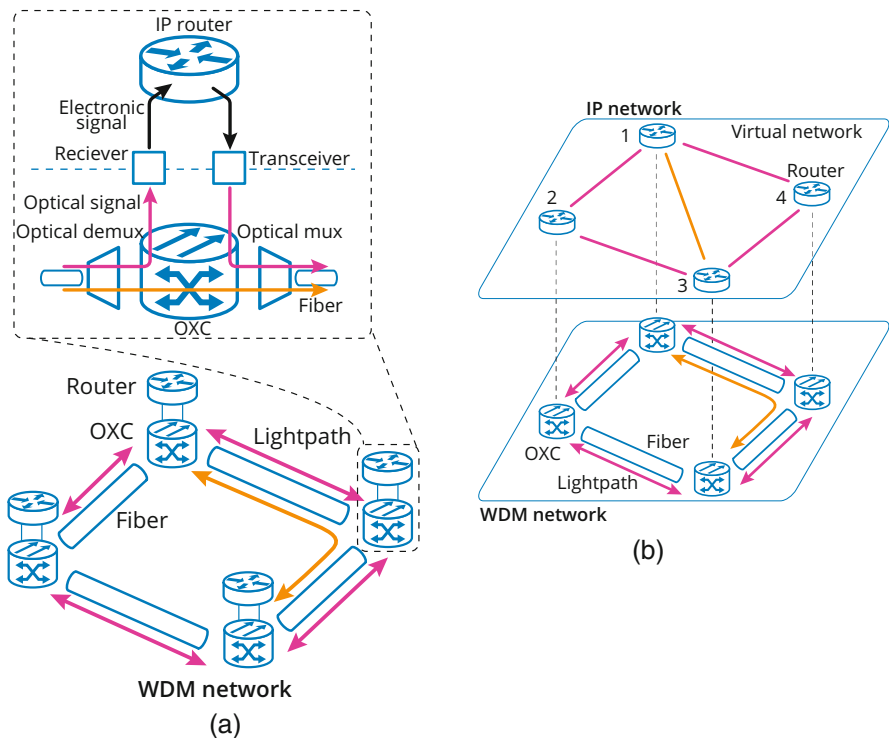 IP router
Electronic
signal
Reciever
Transceiver
Optical signal
Optical demux
Optical mux
Fiber
OXC
Router
OXC
Lightpath
Fiber
WDM network
(a)
IP network
1
Virtual network
Router
2
4
3
Fiber
OXC
Lightpath
WDM network
(b)